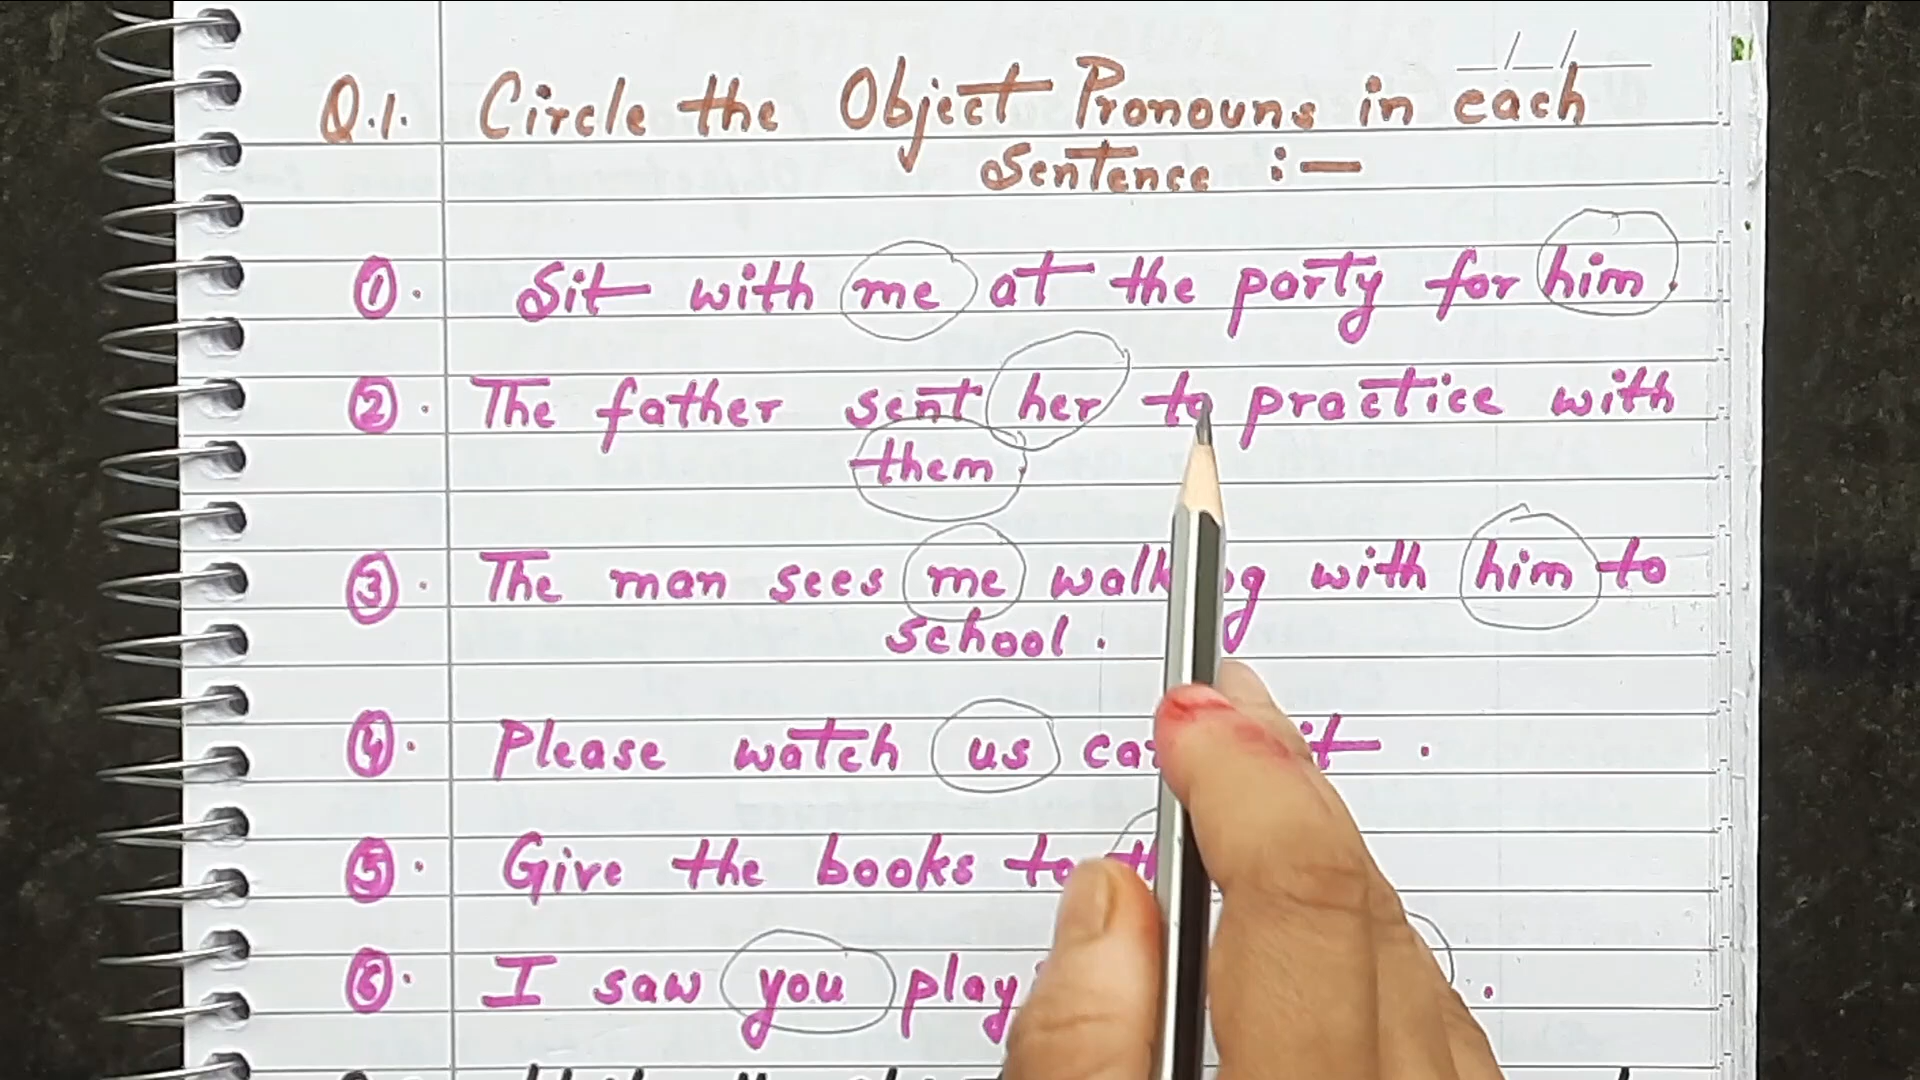 Q.1. Circle the Object Pronouns in each
Sentence :-
①. Sit with me at the party for him.
②. The father sent her to practice with
them.
③. The man sees me walking with him to
school.
④. Please watch us it.
⑤. Give the books to
⑥. I saw you play .